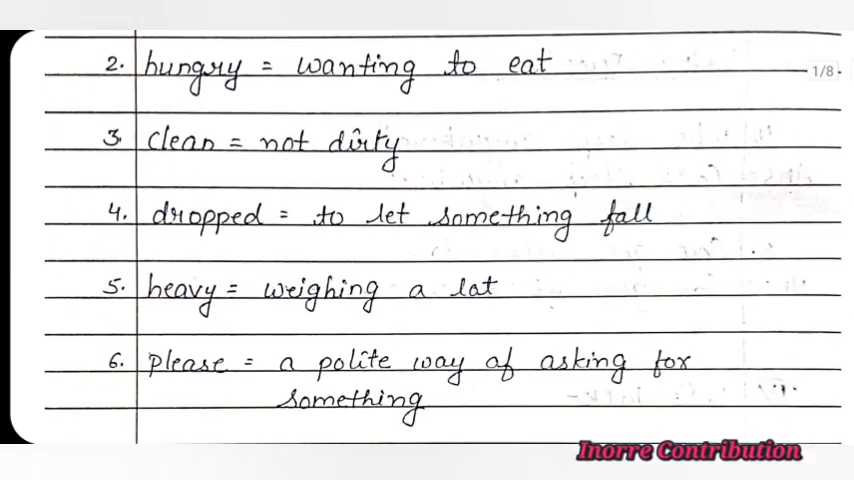 2. hungry = wanting to eat
1/8
3. clean = not dirty
4. dropped = to let something fall
5. heavy = weighing a lat
6. please = a polite way of asking for
something
Inorre Contribution